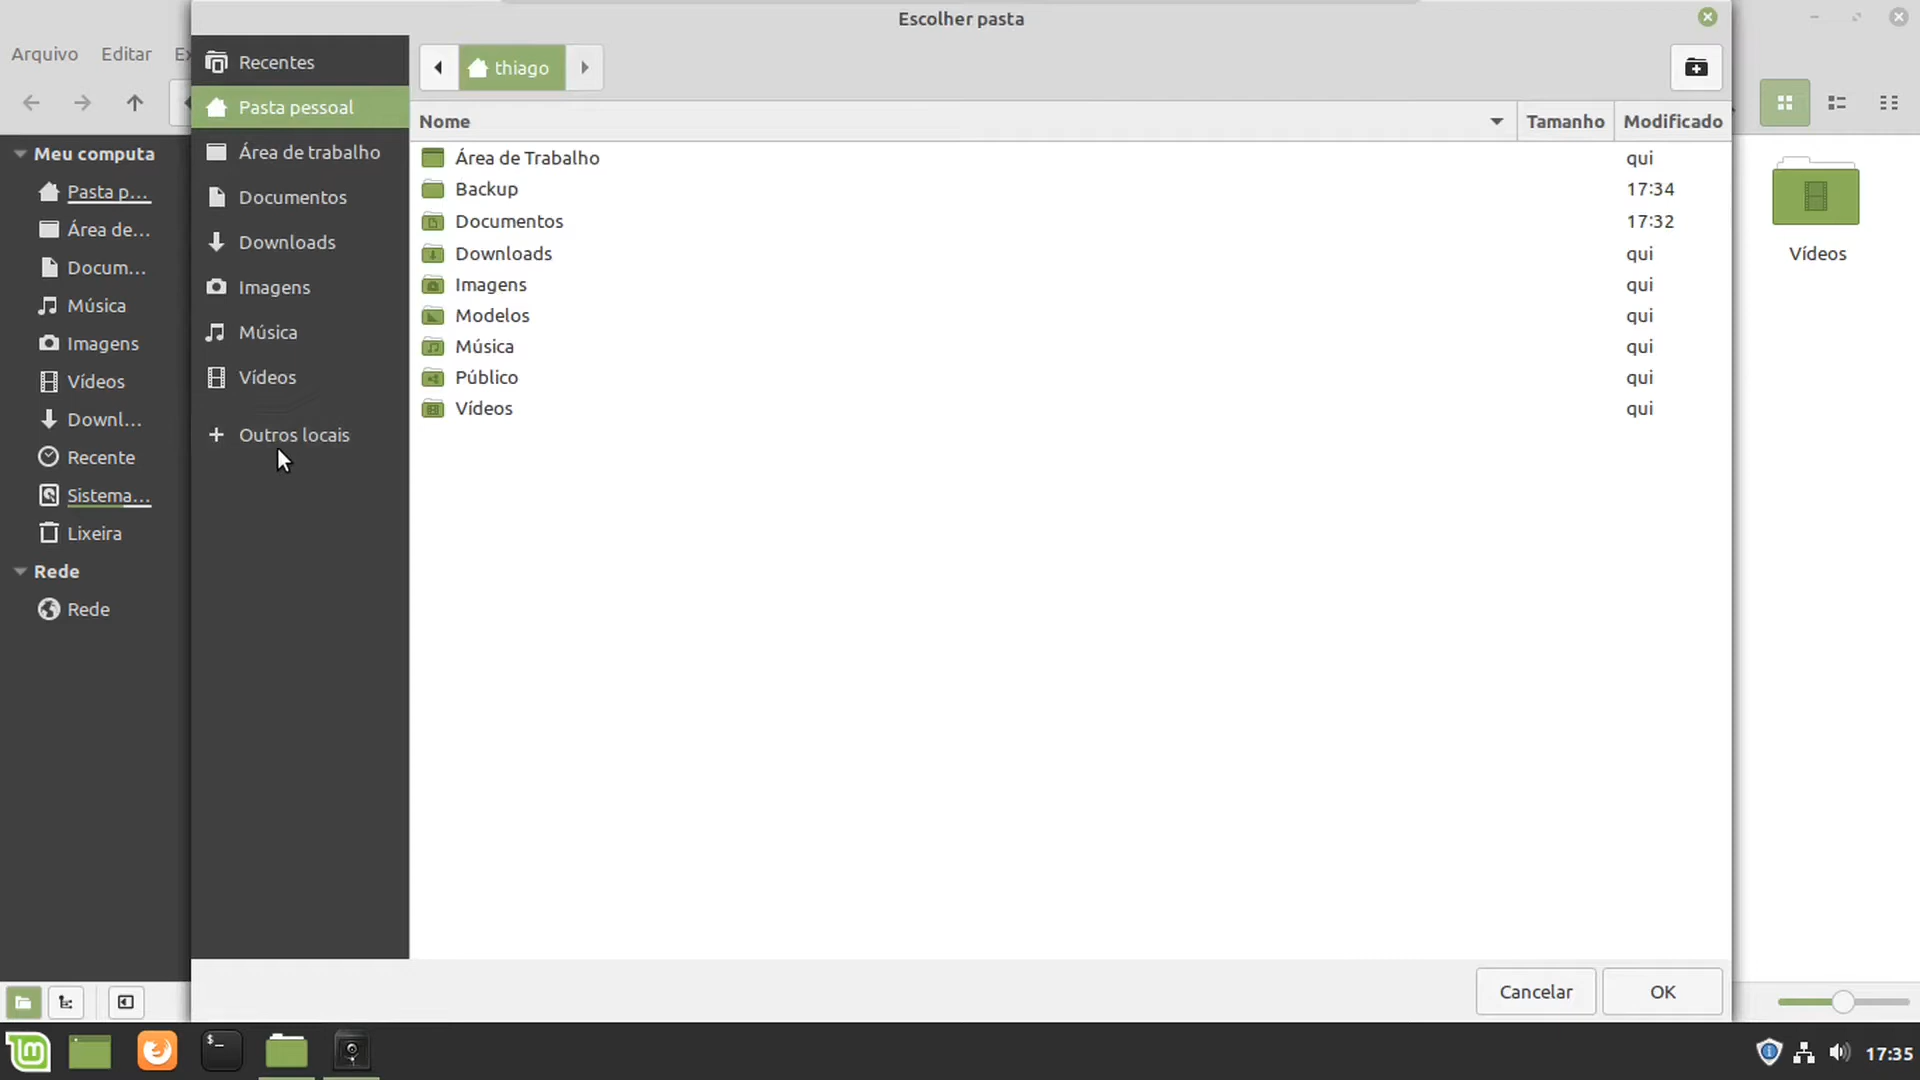 Escolher pasta
Arquivo Editar
thiago
Recentes
Pasta pessoal
Área de trabalho
Documentos
Downloads
Imagens
Música
Vídeos
Outros locais
Nome Tamanho Modificado
Área de Trabalho qui
Backup 17:34
Documentos 17:32
Downloads qui
Imagens qui
Modelos qui
Música qui
Público qui
Vídeos qui
Meu computa
Pasta p...
Área de...
Docum...
Música
Imagens
Vídeos
Downl...
Recente
Sistema...
Lixeira
Rede
Rede
Vídeos
Cancelar OK
17:35